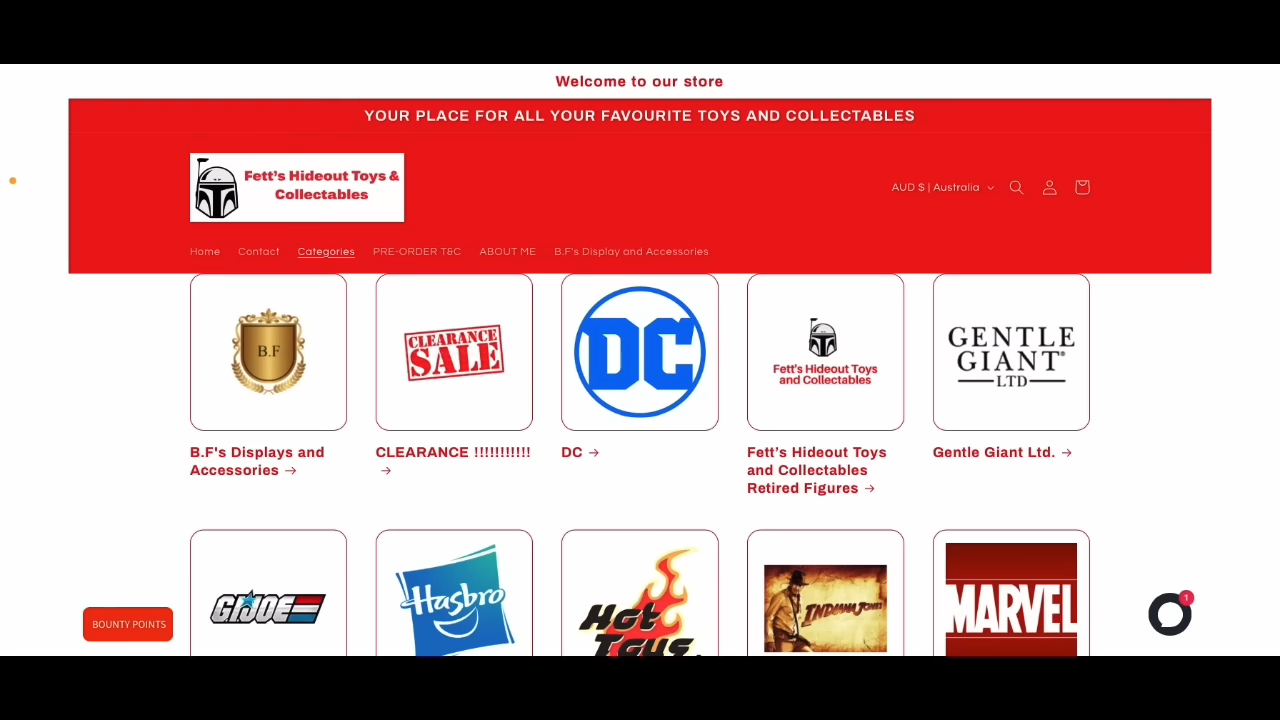 Welcome to our store
YOUR PLACE FOR ALL YOUR FAVOURITE TOYS AND COLLECTABLES
Fett's Hideout Toys &
Collectables
AUD $ | Australia
Home Contact Categories PRE-ORDER T&C ABOUT ME B.F's Display and Accessories
B.F
CLEARANCE
SALE
DC
Fett's Hideout Toys
and Collectables
GENTLE
GIANT®
LTD
B.F's Displays and
Accessories →
CLEARANCE !!!!!!!!!!!
→
DC →
Fett's Hideout Toys
and Collectables
Retired Figures →
Gentle Giant Ltd. →
G.I.JOE
Hasbro
Hot
Toys.
INDIANA JONES
MARVEL
BOUNTY POINTS
1